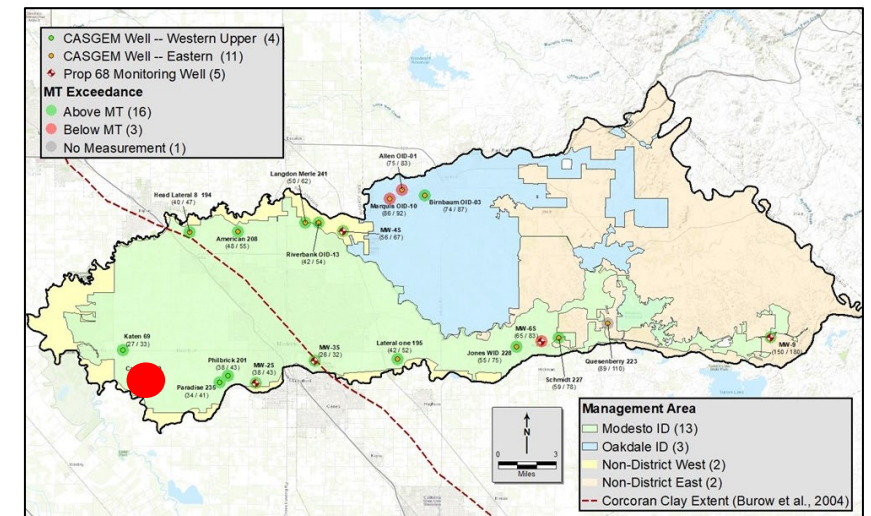 CASGEM Well -- Western Upper (4)
CASGEM Well -- Eastern (11)
Prop 68 Monitoring Well (5)
MT Exceedance
Above MT (16)
Below MT (3)
No Measurement (1)
Allen OID-01
(75 / 83)
Langdon Merle 241
(50 / 62)
Head Lateral 8 194
(40 / 47)
Marquis OID-10
(88 / 92)
Birnbaum OID-03
(74 / 87)
American 208
(48 / 55)
MW-45
(56 / 67)
Riverbank OID-13
(42 / 54)
Katen 69
(27 / 33)
Philbrick 201
(38 / 43)
Paradise 235
(34 / 41)
MW-25
(38 / 43)
MW-35
(26 / 32)
Lateral one 195
(42 / 52)
MW-65
(65 / 83)
Jones WID 228
(55 / 75)
Schmidt 227
(59 / 78)
Quesenberry 223
(89 / 110)
MW-9
(150 / 180)
N
0 3
Miles
Management Area
Modesto ID (13)
Oakdale ID (3)
Non-District West (2)
Non-District East (2)
Corcoran Clay Extent (Burow et al., 2004)